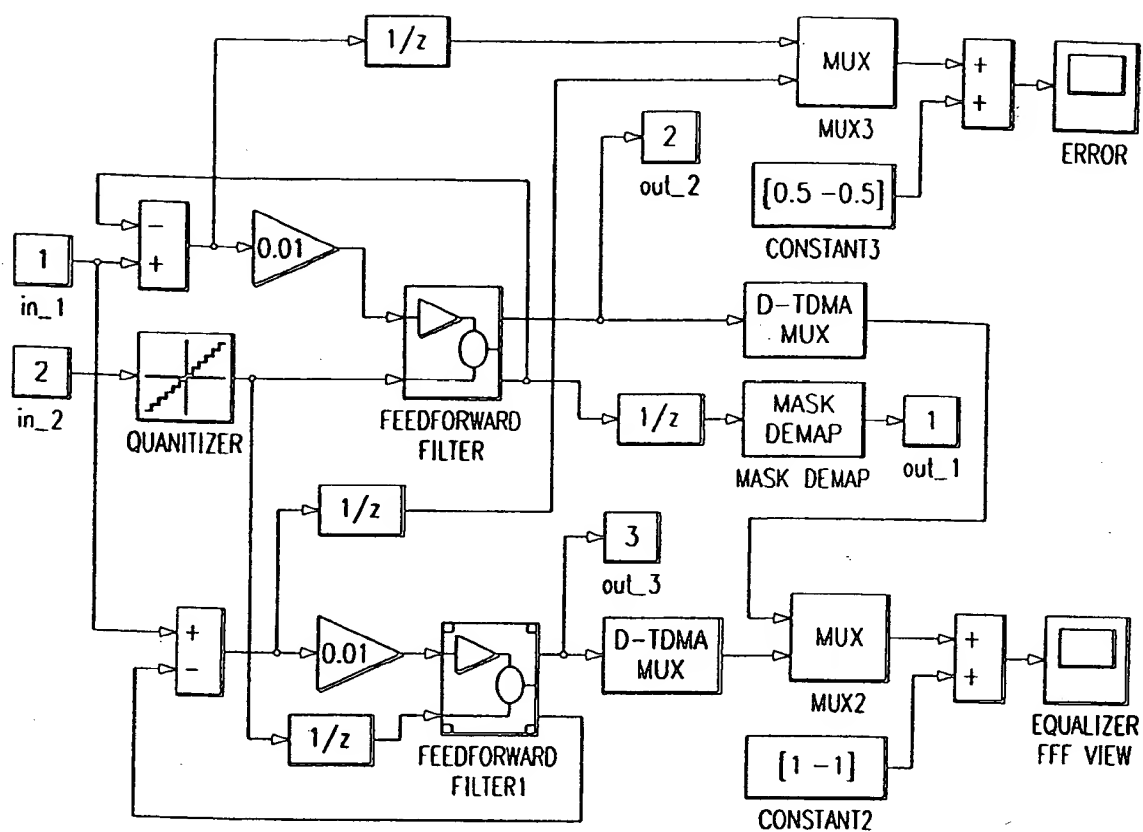 1/z
MUX
MUX3
+
+
ERROR
2
out_2
[0.5 -0.5]
CONSTANT3
-
+
0.01
1
in_1
2
in_2
QUANITIZER
FEEDFORWARD
FILTER
D-TDMA
MUX
1/z
MASK
DEMAP
MASK DEMAP
1
out_1
1/z
3
out_3
+
-
0.01
1/z
FEEDFORWARD
FILTER1
D-TDMA
MUX
MUX
MUX2
+
+
[1 -1]
CONSTANT2
EQUALIZER
FFF VIEW